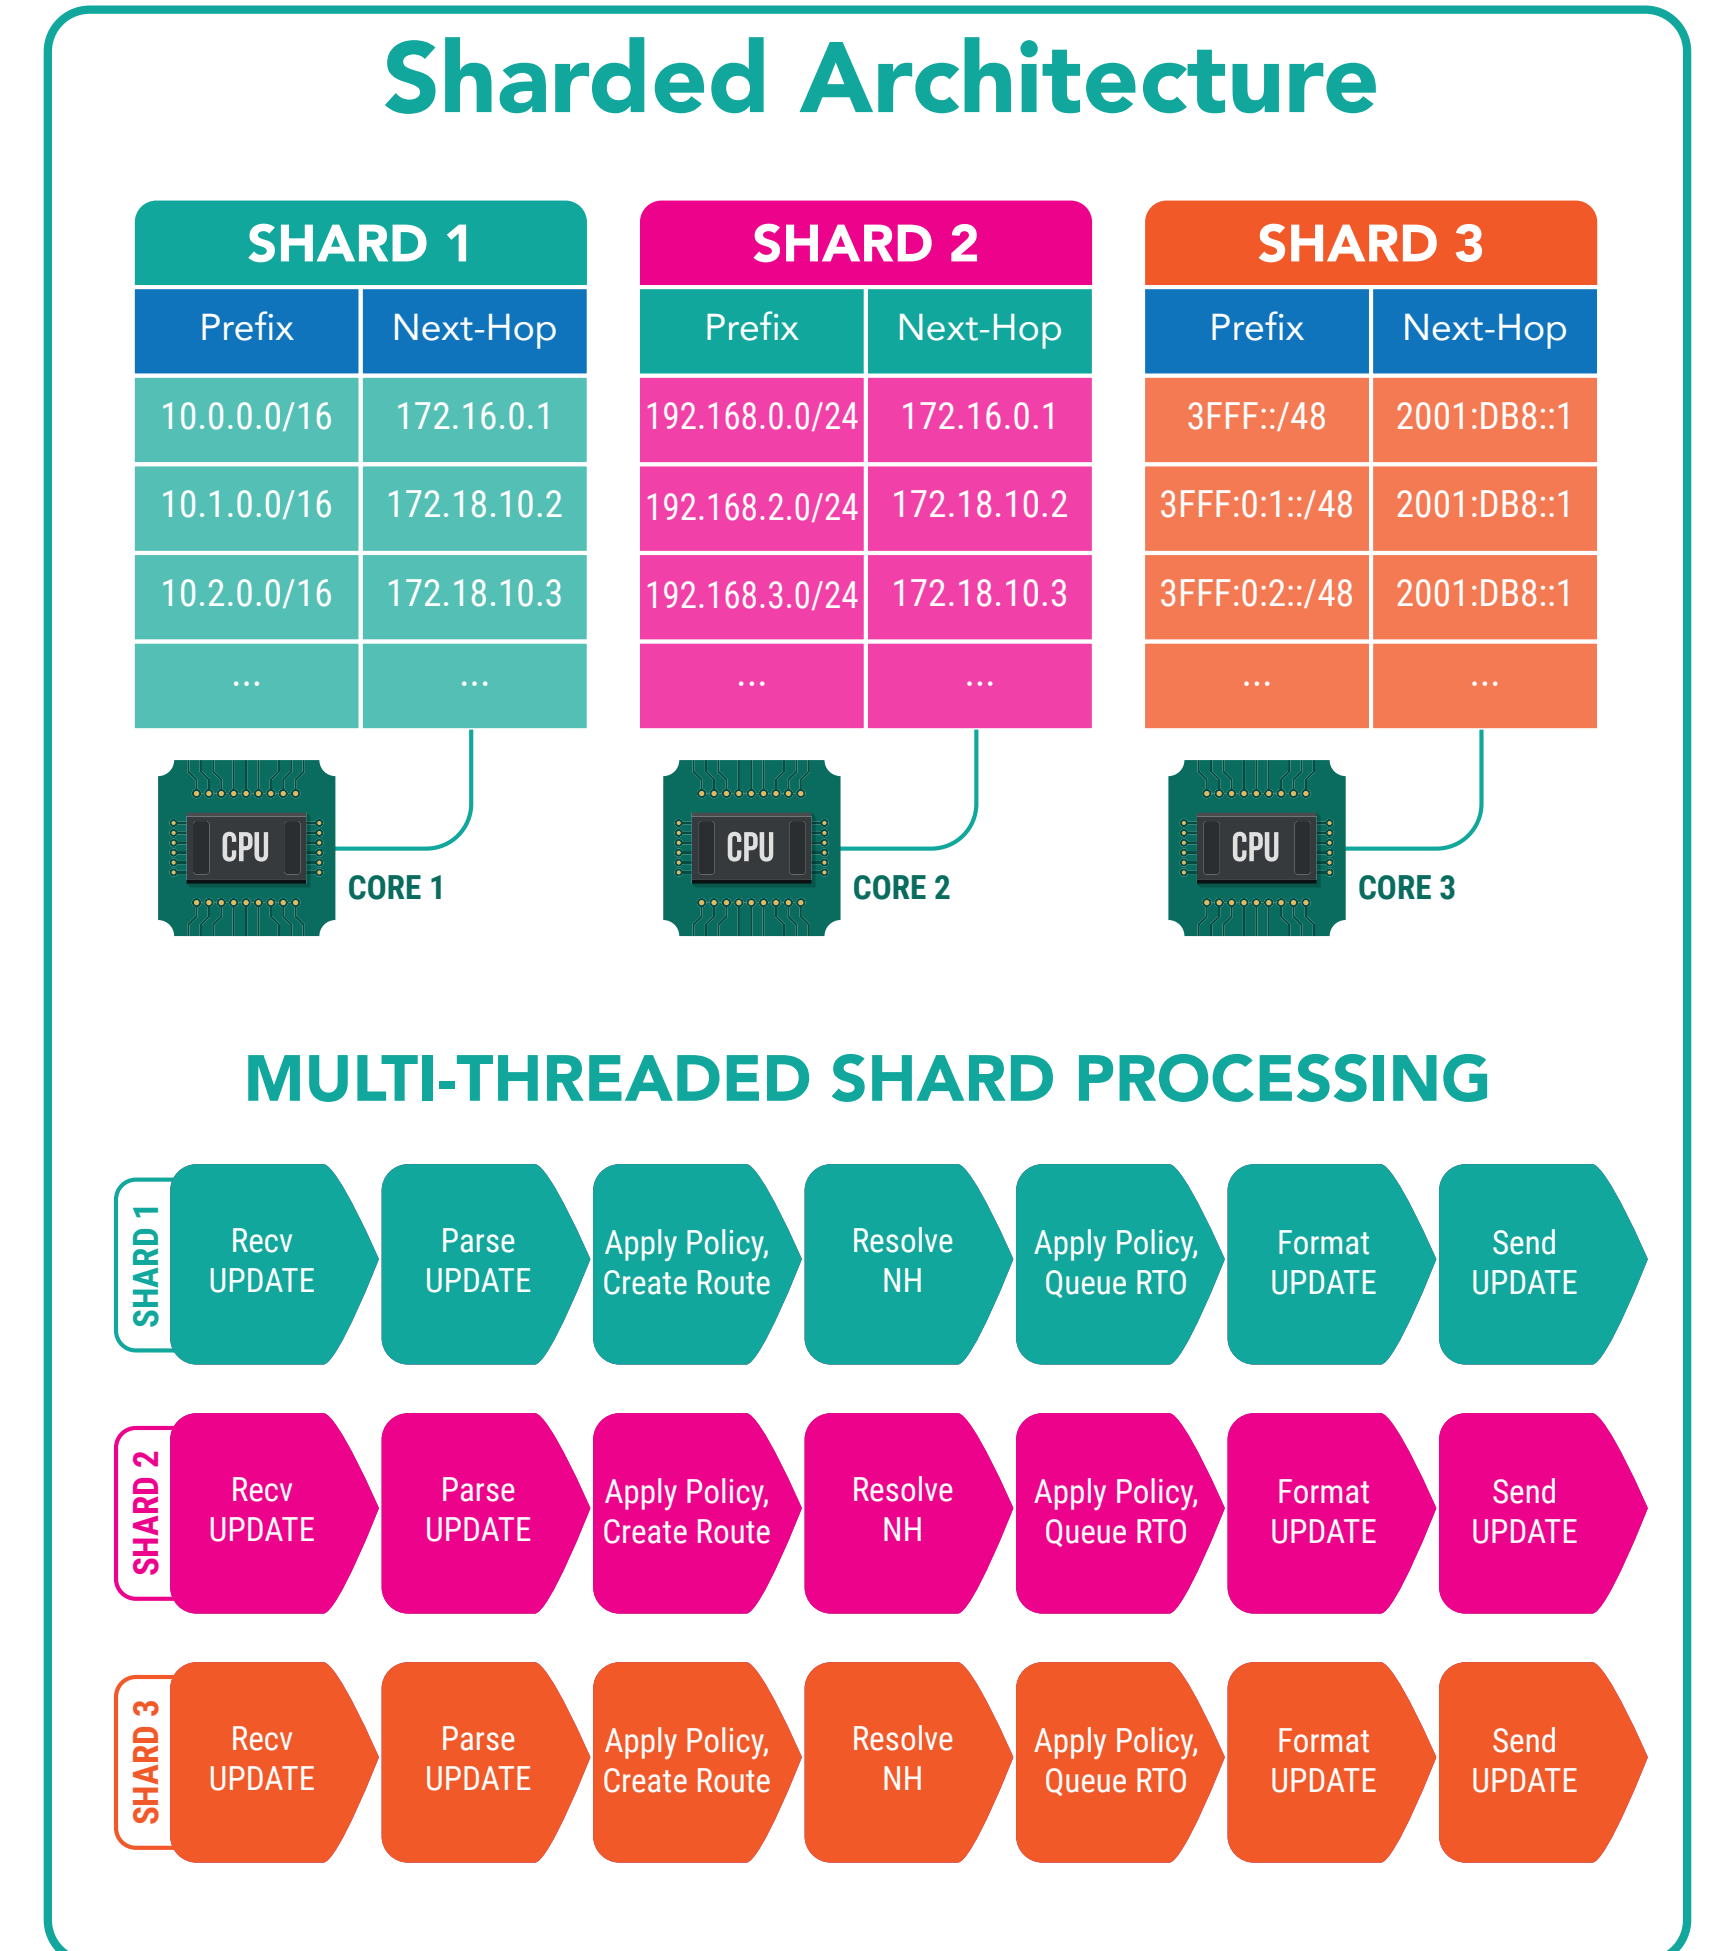 Sharded Architecture
SHARD 1
Prefix Next-Hop
10.0.0.0/16 172.16.0.1
10.1.0.0/16 172.18.10.2
10.2.0.0/16 172.18.10.3
... ...
CPU
CORE 1
SHARD 2
Prefix Next-Hop
192.168.0.0/24 172.16.0.1
192.168.2.0/24 172.18.10.2
192.168.3.0/24 172.18.10.3
... ...
CPU
CORE 2
SHARD 3
Prefix Next-Hop
3FFF::/48 2001:DB8::1
3FFF:0:1::/48 2001:DB8::1
3FFF:0:2::/48 2001:DB8::1
... ...
CPU
CORE 3
MULTI-THREADED SHARD PROCESSING
SHARD 1
Recv
UPDATE
Parse
UPDATE
Apply Policy,
Create Route
Resolve
NH
Apply Policy,
Queue RTO
Format
UPDATE
Send
UPDATE
SHARD 2
Recv
UPDATE
Parse
UPDATE
Apply Policy,
Create Route
Resolve
NH
Apply Policy,
Queue RTO
Format
UPDATE
Send
UPDATE
SHARD 3
Recv
UPDATE
Parse
UPDATE
Apply Policy,
Create Route
Resolve
NH
Apply Policy,
Queue RTO
Format
UPDATE
Send
UPDATE